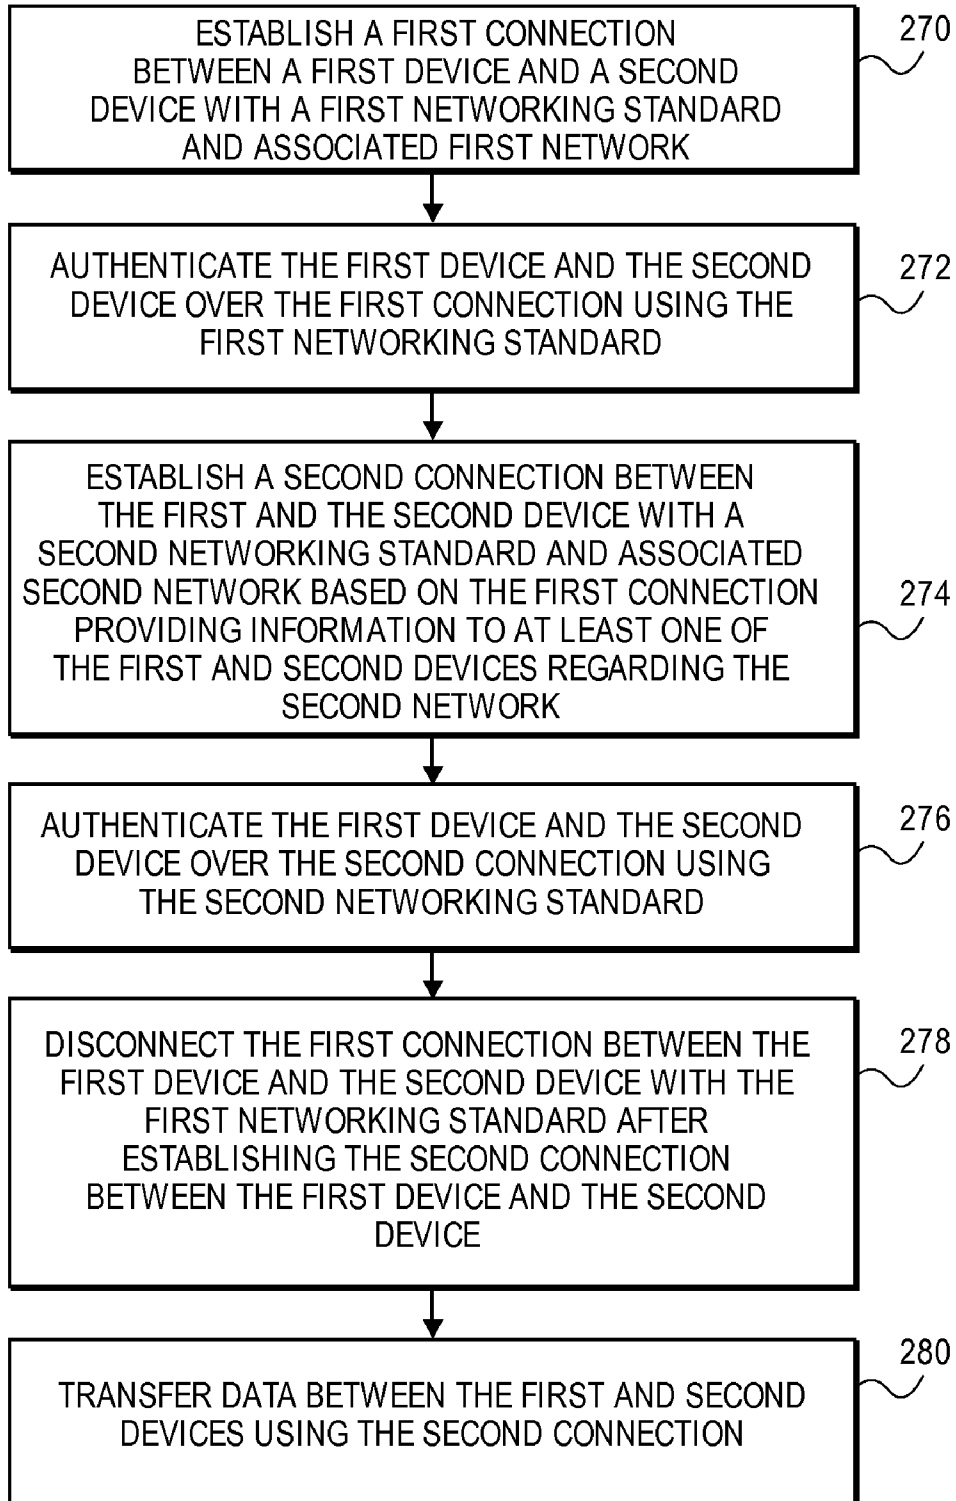 ESTABLISH A FIRST CONNECTION
BETWEEN A FIRST DEVICE AND A SECOND
DEVICE WITH A FIRST NETWORKING STANDARD
AND ASSOCIATED FIRST NETWORK
270
AUTHENTICATE THE FIRST DEVICE AND THE SECOND
DEVICE OVER THE FIRST CONNECTION USING THE
FIRST NETWORKING STANDARD
272
ESTABLISH A SECOND CONNECTION BETWEEN
THE FIRST AND THE SECOND DEVICE WITH A
SECOND NETWORKING STANDARD AND ASSOCIATED
SECOND NETWORK BASED ON THE FIRST CONNECTION
PROVIDING INFORMATION TO AT LEAST ONE OF
THE FIRST AND SECOND DEVICES REGARDING THE
SECOND NETWORK
274
AUTHENTICATE THE FIRST DEVICE AND THE SECOND
DEVICE OVER THE SECOND CONNECTION USING
THE SECOND NETWORKING STANDARD
276
DISCONNECT THE FIRST CONNECTION BETWEEN THE
FIRST DEVICE AND THE SECOND DEVICE WITH THE
FIRST NETWORKING STANDARD AFTER
ESTABLISHING THE SECOND CONNECTION
BETWEEN THE FIRST DEVICE AND THE SECOND
DEVICE
278
TRANSFER DATA BETWEEN THE FIRST AND SECOND
DEVICES USING THE SECOND CONNECTION
280